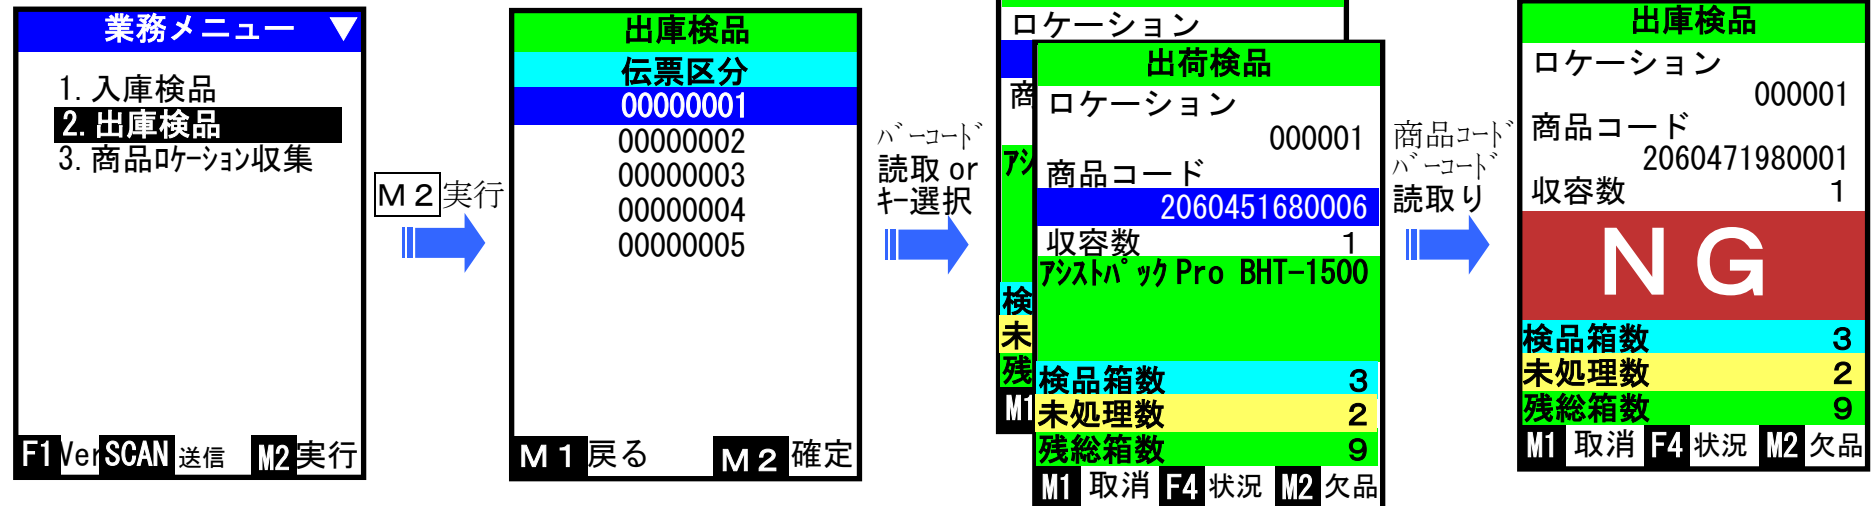 業務メニュー ▼
1. 入庫検品
2. 出庫検品
3. 商品ﾛｹｰｼｮﾝ収集
F1 Ver SCAN 送信 M2 実行
M2 実行
出庫検品
伝票区分
00000001
00000002
00000003
00000004
00000005
M1 戻る M2 確定
ﾊﾞｰｺｰﾄﾞ
読取 or
ｷｰ選択
ロケーション
商
ｱｼ
検
未
残
M1
出荷検品
ロケーション
000001
商品コード
2060451680006
収容数 1
ｱｼｽﾄﾊﾟｯｸ Pro BHT-1500
検品箱数 3
未処理数 2
残総箱数 9
M1 取消 F4 状況 M2 欠品
商品ｺｰﾄﾞ
ﾊﾞｰｺｰﾄﾞ
読取り
出庫検品
ロケーション
000001
商品コード
2060471980001
収容数 1
NG
検品箱数 3
未処理数 2
残総箱数 9
M1 取消 F4 状況 M2 欠品